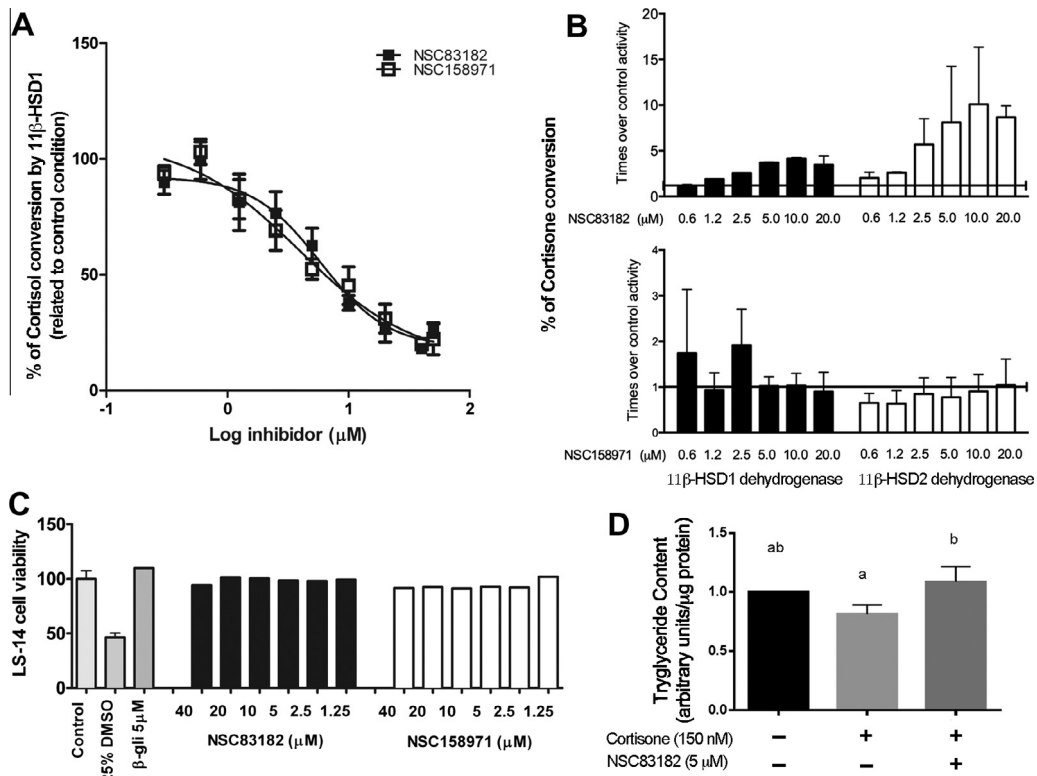 A
150
100
50
0
-1 0 1 2
% of Cortisol conversion by 11β-HSD1
(related to control condition)
Log inhibidor (μM)
NSC83182
NSC158971
B
% of Cortisone conversion
Times over control activity
20
15
10
5
0
NSC83182 (μM) 0.6 1.2 2.5 5.0 10.0 20.0 0.6 1.2 2.5 5.0 10.0 20.0
Times over control activity
4
3
2
1
0
NSC158971 (μM) 0.6 1.2 2.5 5.0 10.0 20.0 0.6 1.2 2.5 5.0 10.0 20.0
11β-HSD1 dehydrogenase 11β-HSD2 dehydrogenase
C
LS-14 cell viability
150
100
50
0
Control
25% DMSO
β-gli 5μM
40 20 10 5 2.5 1.25 40 20 10 5 2.5 1.25
NSC83182 (μM) NSC158971 (μM)
D
Tryglyceride Content
(arbitrary units/μg protein)
1.5
1.0
0.5
0.0
ab
a
b
Cortisone (150 nM) – + +
NSC83182 (5 μM) – – +